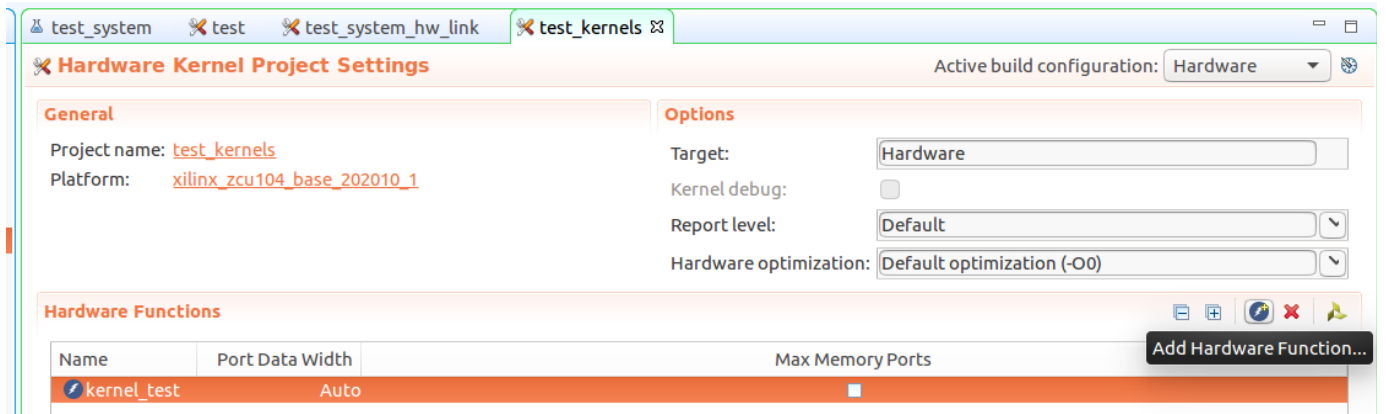 test_system test test_system_hw_link test_kernels
Hardware Kernel Project Settings Active build configuration: Hardware
General
Project name: test_kernels
Platform: xilinx_zcu104_base_202010_1
Options
Target: Hardware
Kernel debug:
Report level: Default
Hardware optimization: Default optimization (-O0)
Hardware Functions
Add Hardware Function...
Name Port Data Width Max Memory Ports
kernel_test Auto